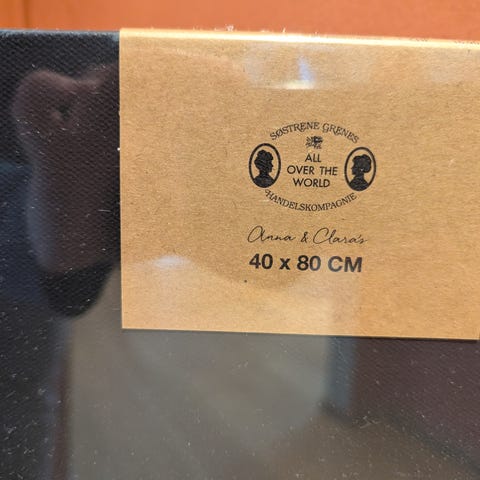 SØSTRENE GRENES
ALL
OVER THE
WORLD
HANDELSKOMPAGNIE
Anna & Clara's
40 x 80 CM